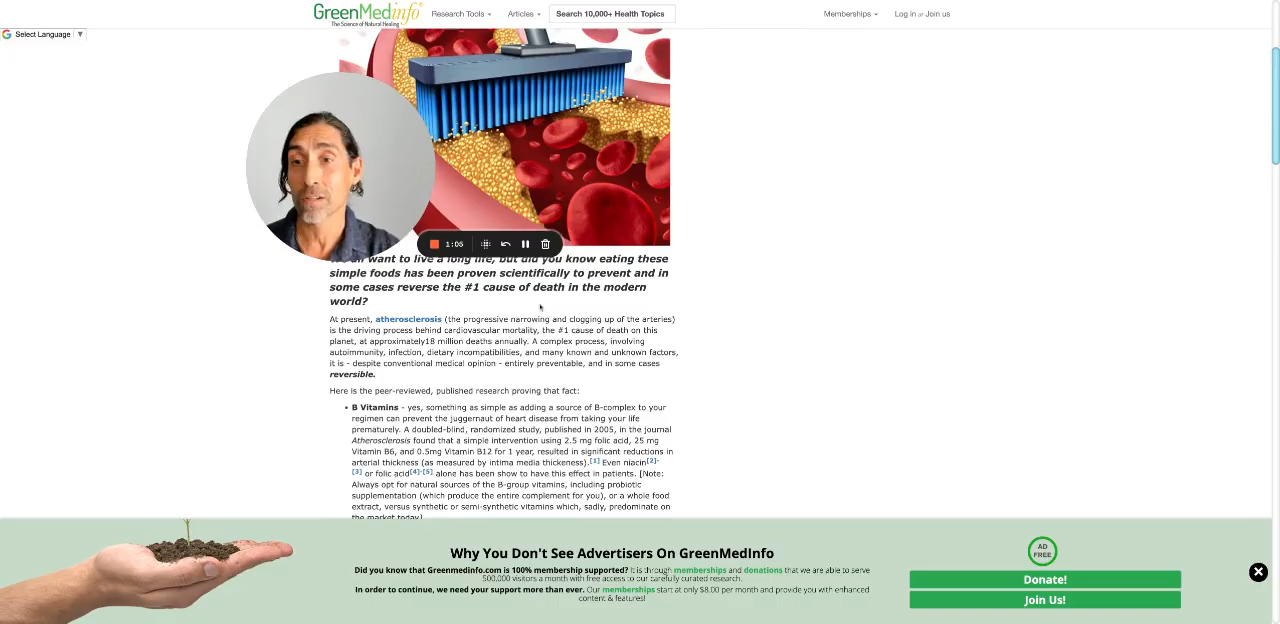 GreenMedinfo®
The Science of Natural Healing
Research Tools
Articles
Search 10,000+ Health Topics
Memberships
Log in or Join us
Select Language
1:05
We all want to live a long life, but did you know eating these
simple foods has been proven scientifically to prevent and in
some cases reverse the #1 cause of death in the modern
world?
At present, atherosclerosis (the progressive narrowing and clogging up of the arteries)
is the driving process behind cardiovascular mortality, the #1 cause of death on this
planet, at approximately18 million deaths annually. A complex process, involving
autoimmunity, infection, dietary incompatibilities, and many known and unknown factors,
it is - despite conventional medical opinion - entirely preventable, and in some cases
reversible.
Here is the peer-reviewed, published research proving that fact:
• B Vitamins - yes, something as simple as adding a source of B-complex to your
regimen can prevent the juggernaut of heart disease from taking your life
prematurely. A doubled-blind, randomized study, published in 2005, in the journal
Atherosclerosis found that a simple intervention using 2.5 mg folic acid, 25 mg
Vitamin B6, and 0.5mg Vitamin B12 for 1 year, resulted in significant reductions in
arterial thickness (as measured by intima media thickeness).[1] Even niacin[2]-
[3] or folic acid[4]-[5] alone has been show to have this effect in patients. [Note:
Always opt for natural sources of the B-group vitamins, including probiotic
supplementation (which produce the entire complement for you), or a whole food
extract, versus synthetic or semi-synthetic vitamins which, sadly, predominate on
the market today]
Why You Don't See Advertisers On GreenMedInfo
Did you know that Greenmedinfo.com is 100% membership supported? It is through memberships and donations that we are able to serve
500,000 visitors a month with free access to our carefully curated research.
In order to continue, we need your support more than ever. Our memberships start at only $8.00 per month and provide you with enhanced
content & features!
AD
FREE
Donate!
Join Us!